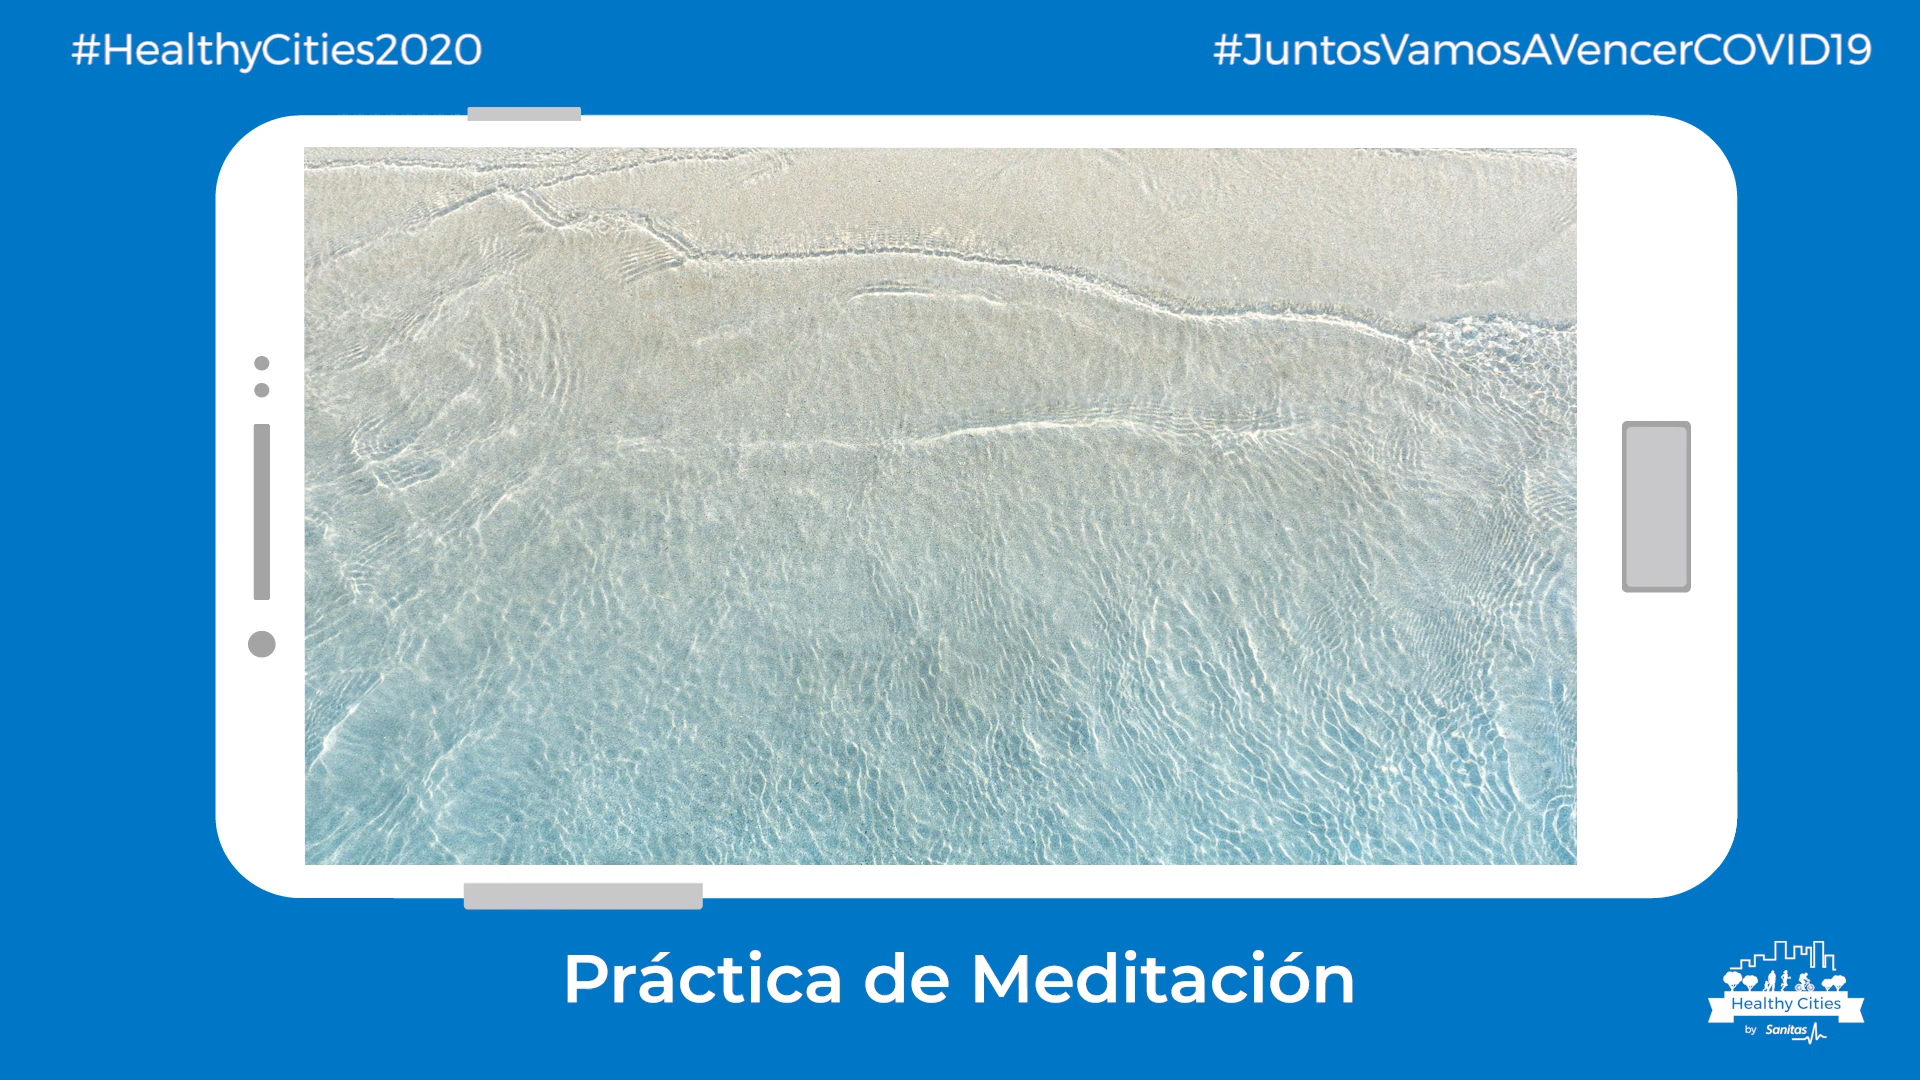 #HealthyCities2020
#JuntosVamosAVencerCOVID19
Práctica de Meditación
Healthy Cities
by Sanitas